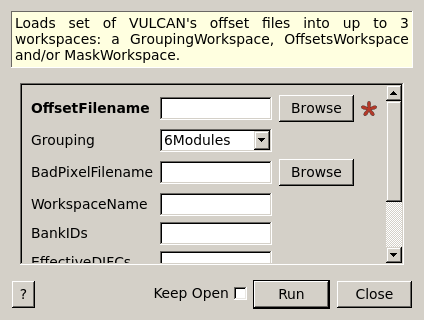 Loads set of VULCAN's offset files into up to 3
workspaces: a GroupingWorkspace, OffsetsWorkspace
and/or MaskWorkspace.
OffsetFilename Browse *
Grouping 6Modules
BadPixelFilename Browse
WorkspaceName
BankIDs
EffectiveDIFCs
? Keep Open Run Close